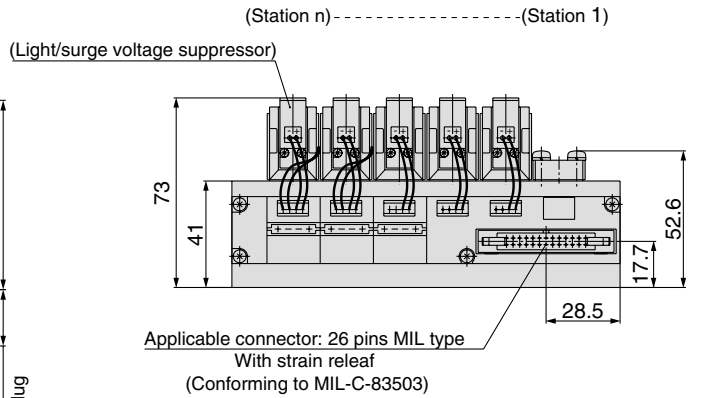 (Station n)----------------------(Station 1)
(Light/surge voltage suppressor)
73
41
52.6
17.7
28.5
Applicable connector: 26 pins MIL type
With strain releaf
(Conforming to MIL-C-83503)
lug